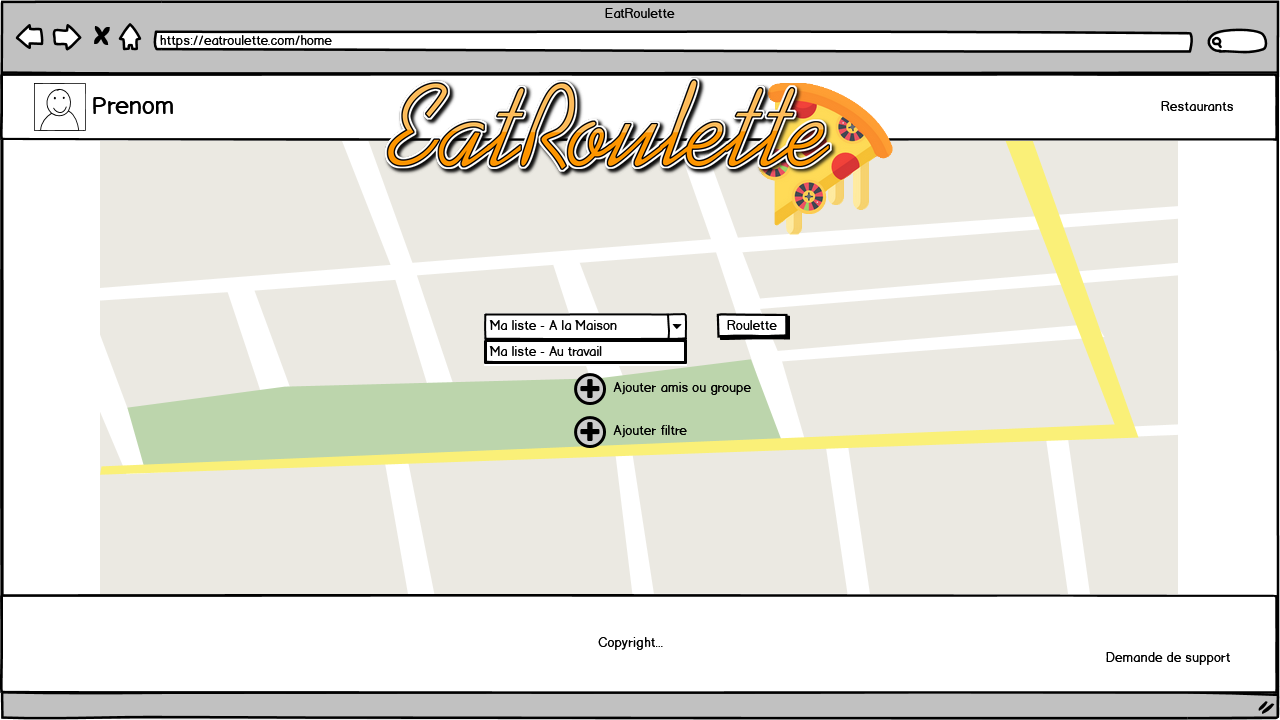 EatRoulette
https://eatroulette.com/home
Prenom
EatRoulette
Restaurants
Ma liste - A la Maison
Roulette
Ma liste - Au travail
Ajouter amis ou groupe
Ajouter filtre
Copyright...
Demande de support